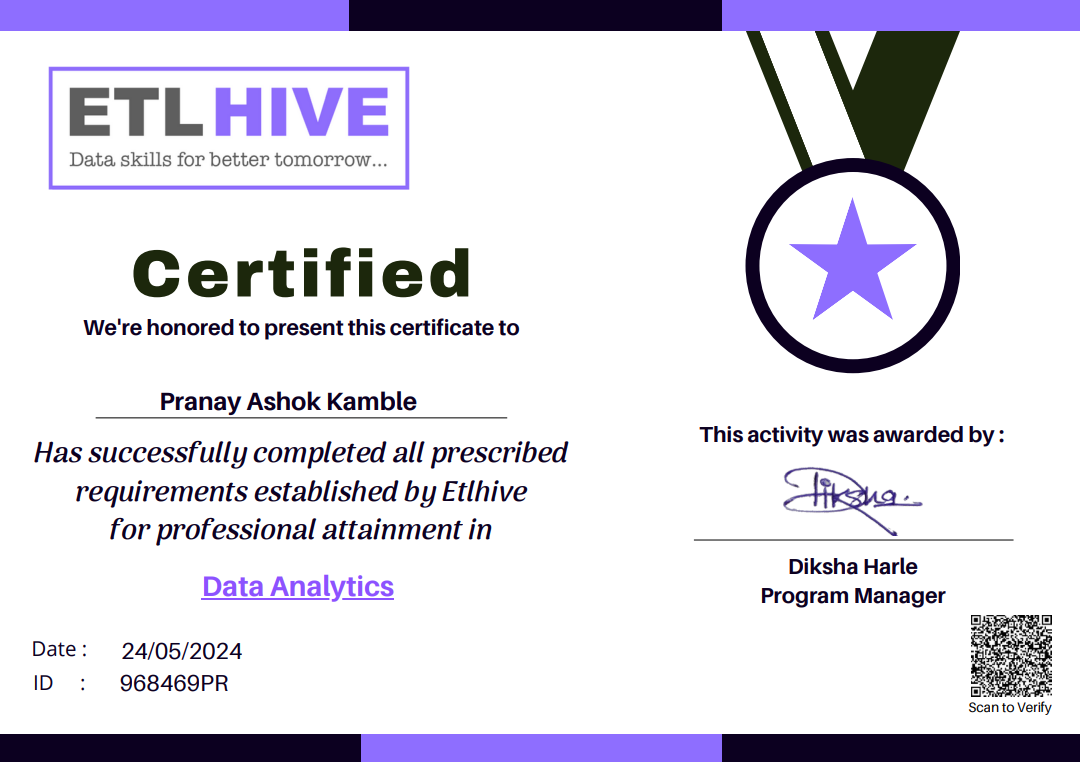 ETL HIVE
Data skills for better tomorrow...
Certified
We're honored to present this certificate to
Pranay Ashok Kamble
Has successfully completed all prescribed
requirements established by Etlhive
for professional attainment in
Data Analytics
Date : 24/05/2024
ID : 968469PR
This activity was awarded by :
Diksha.
Diksha Harle
Program Manager
Scan to Verify